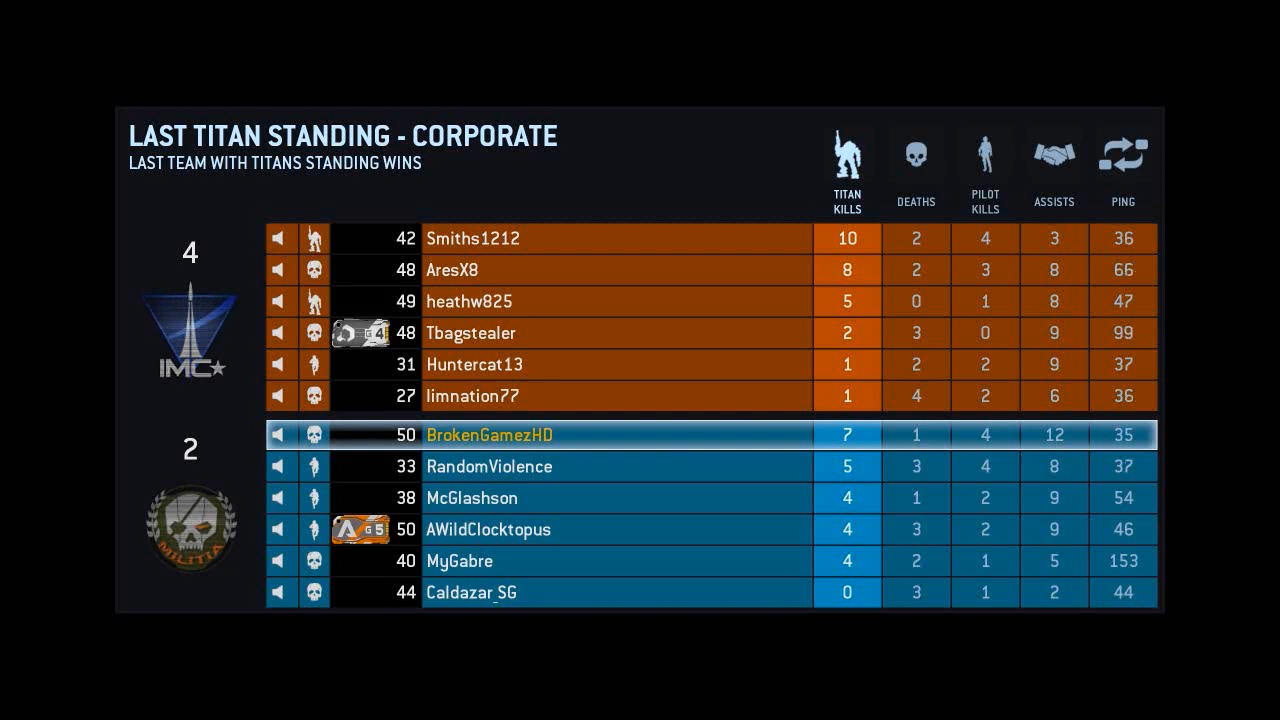 LAST TITAN STANDING - CORPORATE
LAST TEAM WITH TITANS STANDING WINS
TITAN KILLS DEATHS PILOT KILLS ASSISTS PING
4
IMC
42 Smiths1212 10 2 4 3 36
48 AresX8 8 2 3 8 66
49 heathw825 5 0 1 8 47
G4 48 Tbagstealer 2 3 0 9 99
31 Huntercat13 1 2 2 9 37
27 limnation77 1 4 2 6 36
2
MILITIA
50 BrokenGamezHD 7 1 4 12 35
33 RandomViolence 5 3 4 8 37
38 McGlashson 4 1 2 9 54
G5 50 AWildClocktopus 4 3 2 9 46
40 MyGabre 4 2 1 5 153
44 Caldazar_SG 0 3 1 2 44